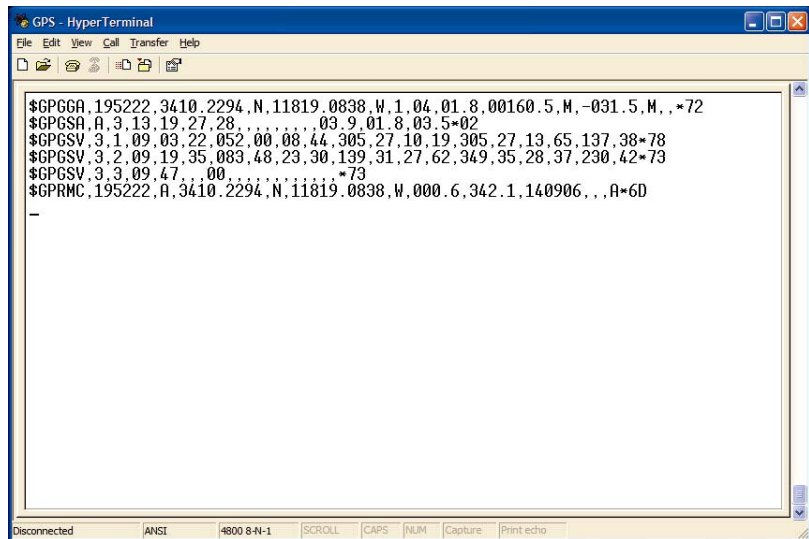 GPS - HyperTerminal
File Edit View Call Transfer Help
$GPGGA,195222,3410.2294,N,11819.0838,W,1,04,01.8,00160.5,M,-031.5,M,,*72
$GPGSA,A,3,13,19,27,28,,,,,,,,,03.9,01.8,03.5*02
$GPGSV,3,1,09,03,22,052,00,08,44,305,27,10,19,305,27,13,65,137,38*78
$GPGSV,3,2,09,19,35,083,48,23,30,139,31,27,62,349,35,28,37,230,42*73
$GPGSV,3,3,09,47,,,00,,,,,,,,,,,,*73
$GPRMC,195222,A,3410.2294,N,11819.0838,W,000.6,342.1,140906,,,A*6D
_
Disconnected ANSI 4800 8-N-1 SCROLL CAPS NUM Capture Print echo